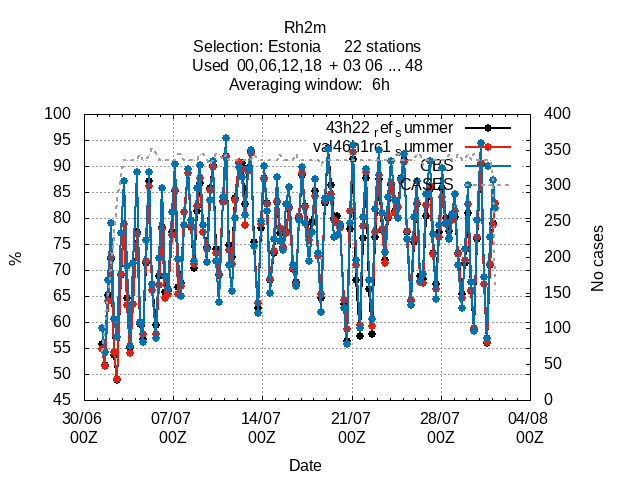 Rh2m
Selection: Estonia 22 stations
Used 00,06,12,18 + 03 06 ... 48
Averaging window: 6h
43h22_ref_summer
val46h1rc1_summer
OBS
CASES
100
95
90
85
80
75
70
65
60
55
50
45
%
400
350
300
250
200
150
100
50
0
No cases
30/06 07/07 14/07 21/07 28/07 04/08
00Z 00Z 00Z 00Z 00Z 00Z
Date